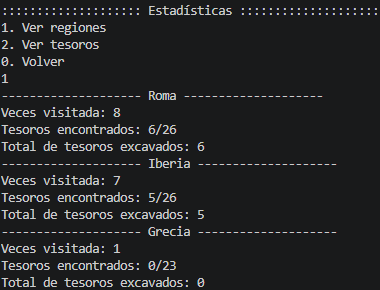 :::::::::::::::::::: Estadísticas ::::::::::::::::::::
1. Ver regiones
2. Ver tesoros
0. Volver
1
-------------------- Roma --------------------
Veces visitada: 8
Tesoros encontrados: 6/26
Total de tesoros excavados: 6
-------------------- Iberia --------------------
Veces visitada: 7
Tesoros encontrados: 5/26
Total de tesoros excavados: 5
-------------------- Grecia --------------------
Veces visitada: 1
Tesoros encontrados: 0/23
Total de tesoros excavados: 0